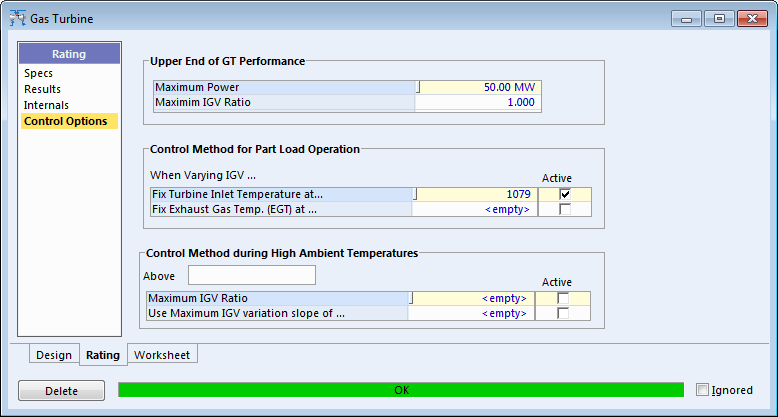 Gas Turbine
Rating
Specs
Results
Internals
Control Options
Upper End of GT Performance
Maximum Power 50.00 MW
Maximim IGV Ratio 1.000
Control Method for Part Load Operation
When Varying IGV ...
Active
Fix Turbine Inlet Temperature at... 1079
Fix Exhaust Gas Temp. (EGT) at ... <empty>
Control Method during High Ambient Temperatures
Above
Active
Maximum IGV Ratio <empty>
Use Maximum IGV variation slope of ... <empty>
Design Rating Worksheet
Delete OK Ignored